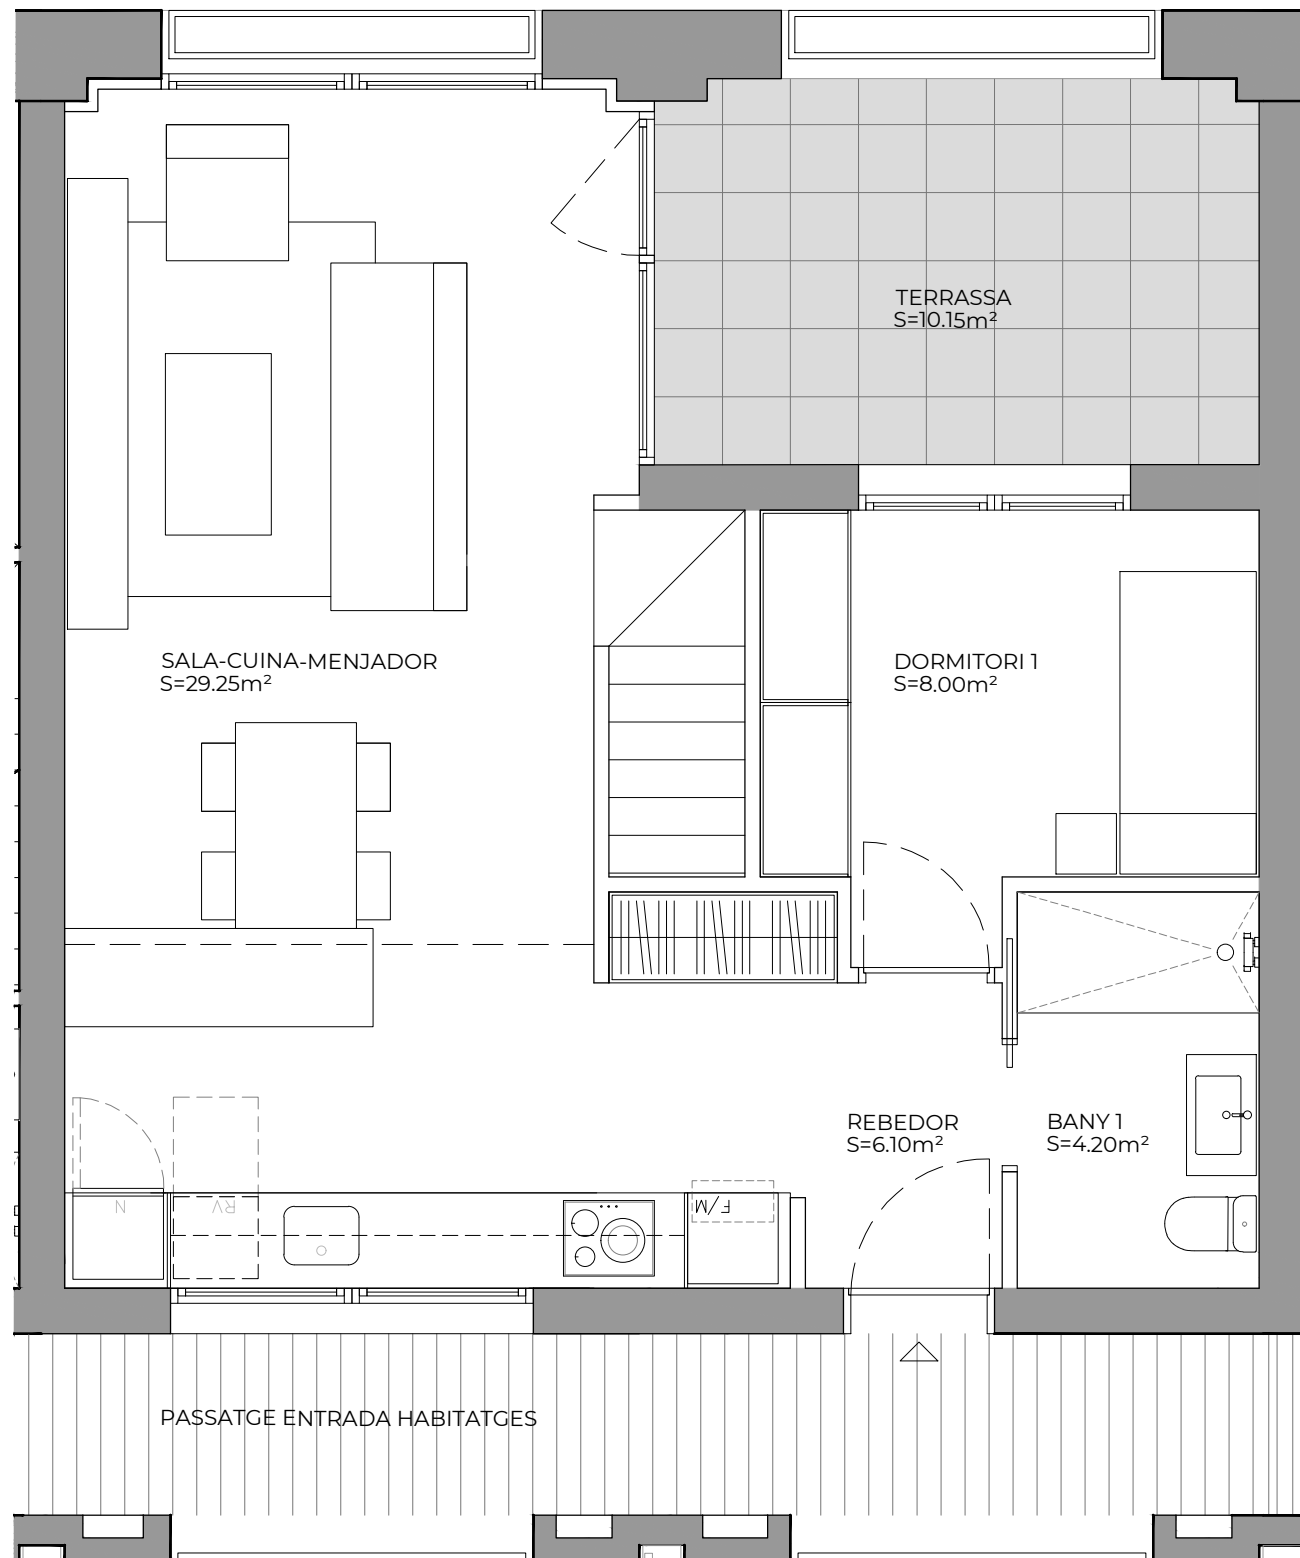 TERRASSA
S=10.15m²
SALA-CUINA-MENJADOR
S=29.25m²
DORMITORI 1
S=8.00m²
REBEDOR
S=6.10m²
BANY 1
S=4.20m²
N
RV
F/M
PASSATGE ENTRADA HABITATGES